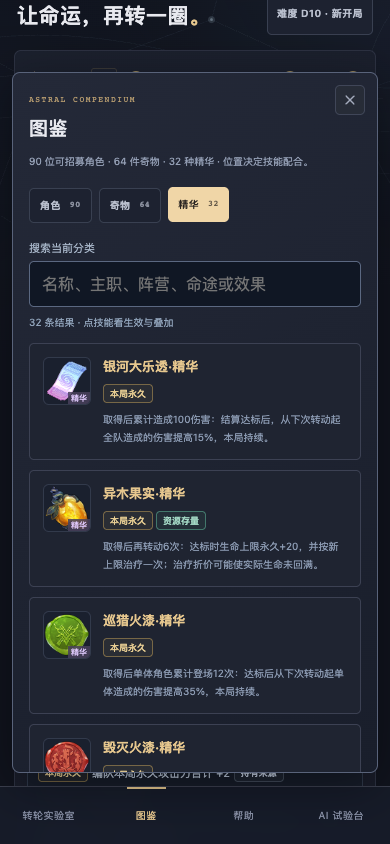 让命运，再转一圈。
难度 D10 · 新开局
ASTRAL COMPENDIUM
图鉴
90 位可招募角色 · 64 件奇物 · 32 种精华 · 位置决定技能配合。
角色 90
奇物 64
精华 32
搜索当前分类
名称、主职、阵营、命途或效果
32 条结果 · 点技能看生效与叠加
精华
银河大乐透·精华
本局永久
取得后累计造成100伤害：结算达标后，从下次转动起
全队造成的伤害提高15%，本局持续。
精华
异木果实·精华
本局永久
资源存量
取得后再转动6次：达标时生命上限永久+20，并按新
上限治疗一次；治疗折价可能使实际生命未回满。
精华
巡猎火漆·精华
本局永久
取得后单体角色累计登场12次：达标后从下次转动起单
体造成的伤害提高35%，本局持续。
精华
毁灭火漆·精华
本局永久
转轮实验室
图鉴
帮助
AI 试验台